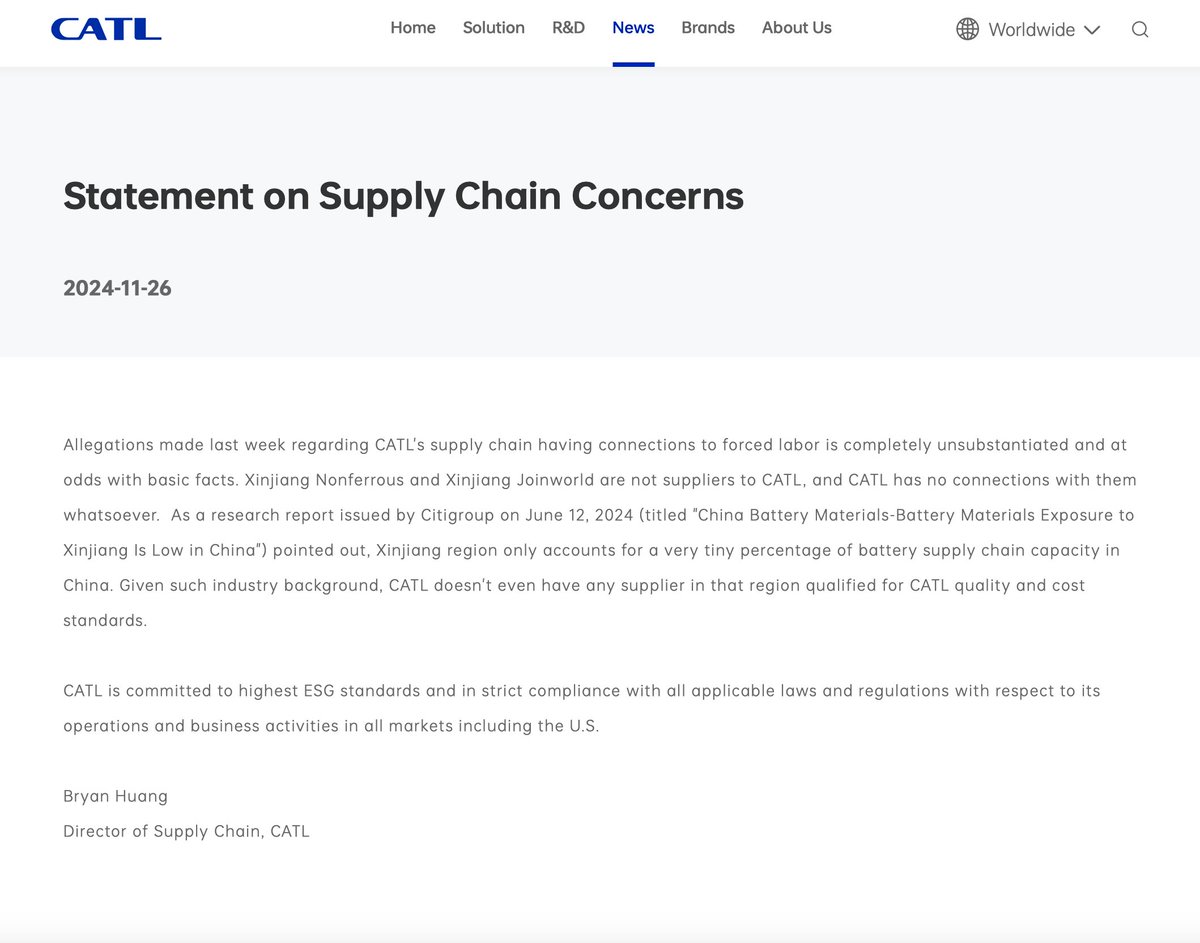 CATL
Home Solution R&D News Brands About Us
Worldwide
Statement on Supply Chain Concerns
2024-11-26
Allegations made last week regarding CATL's supply chain having connections to forced labor is completely unsubstantiated and at
odds with basic facts. Xinjiang Nonferrous and Xinjiang Joinworld are not suppliers to CATL, and CATL has no connections with them
whatsoever.  As a research report issued by Citigroup on June 12, 2024 (titled "China Battery Materials-Battery Materials Exposure to
Xinjiang Is Low in China") pointed out, Xinjiang region only accounts for a very tiny percentage of battery supply chain capacity in
China. Given such industry background, CATL doesn't even have any supplier in that region qualified for CATL quality and cost
standards.
CATL is committed to highest ESG standards and in strict compliance with all applicable laws and regulations with respect to its
operations and business activities in all markets including the U.S.
Bryan Huang
Director of Supply Chain, CATL